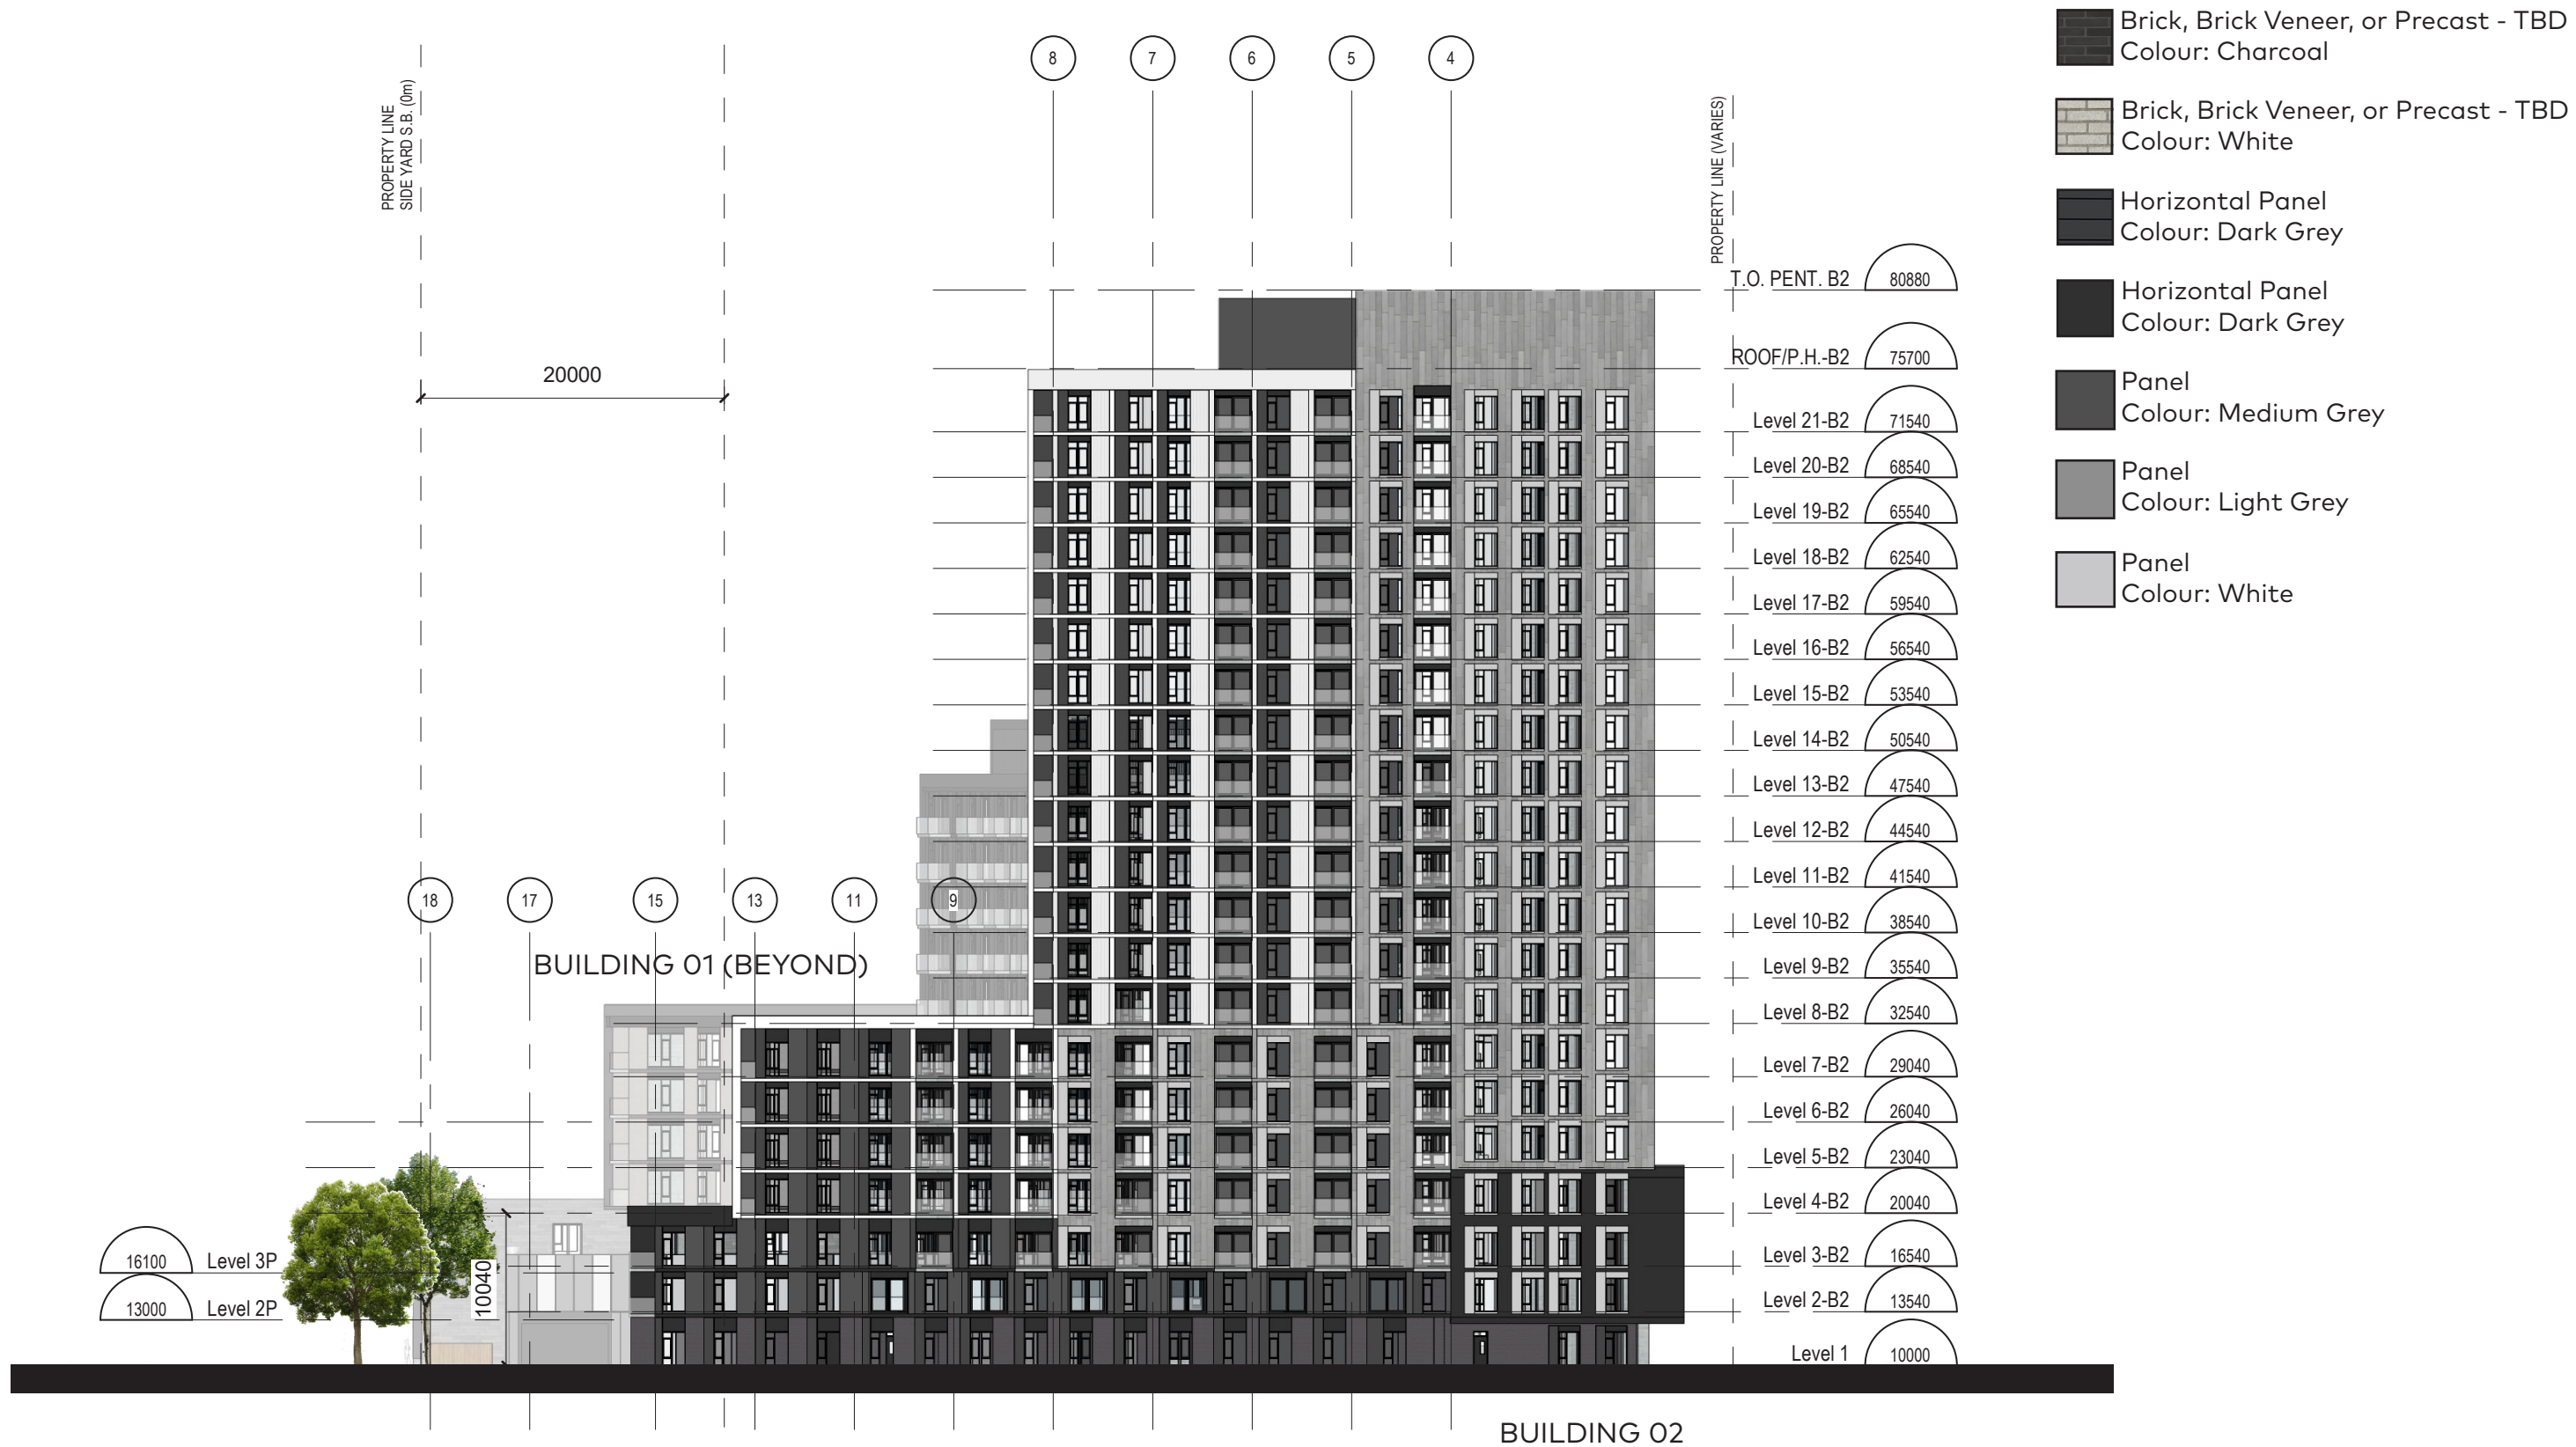 Brick, Brick Veneer, or Precast - TBD
Colour: Charcoal
Brick, Brick Veneer, or Precast - TBD
Colour: White
Horizontal Panel
Colour: Dark Grey
Horizontal Panel
Colour: Dark Grey
Panel
Colour: Medium Grey
Panel
Colour: Light Grey
Panel
Colour: White
8 7 6 5 4
PROPERTY LINE
SIDE YARD S.B. (0m)
PROPERTY LINE (VARIES)
20000
T.O. PENT. B2 80880
ROOF/P.H.-B2 75700
Level 21-B2 71540
Level 20-B2 68540
Level 19-B2 65540
Level 18-B2 62540
Level 17-B2 59540
Level 16-B2 56540
Level 15-B2 53540
Level 14-B2 50540
Level 13-B2 47540
Level 12-B2 44540
Level 11-B2 41540
Level 10-B2 38540
Level 9-B2 35540
Level 8-B2 32540
Level 7-B2 29040
Level 6-B2 26040
Level 5-B2 23040
Level 4-B2 20040
Level 3-B2 16540
Level 2-B2 13540
Level 1 10000
18 17 15 13 11 9
BUILDING 01 (BEYOND)
16100 Level 3P
13000 Level 2P
10040
BUILDING 02